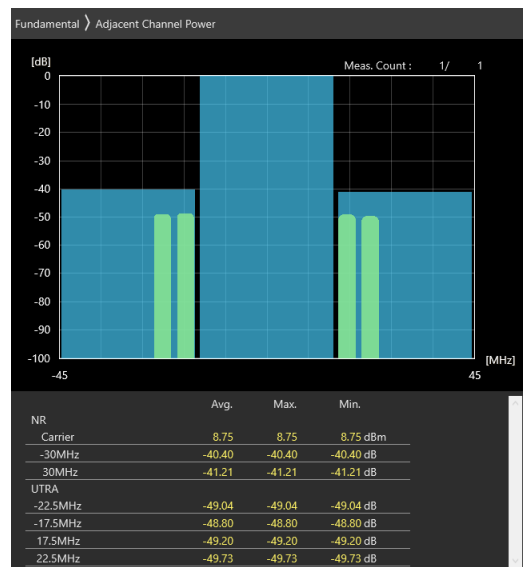 Fundamental 〉 Adjacent Channel Power
[dB]
Meas. Count : 1/ 1
0
-10
-20
-30
-40
-50
-60
-70
-80
-90
-100
[MHz]
-45 45
Avg. Max. Min.
NR
Carrier 8.75 8.75 8.75 dBm
-30MHz -40.40 -40.40 -40.40 dB
30MHz -41.21 -41.21 -41.21 dB
UTRA
-22.5MHz -49.04 -49.04 -49.04 dB
-17.5MHz -48.80 -48.80 -48.80 dB
17.5MHz -49.20 -49.20 -49.20 dB
22.5MHz -49.73 -49.73 -49.73 dB